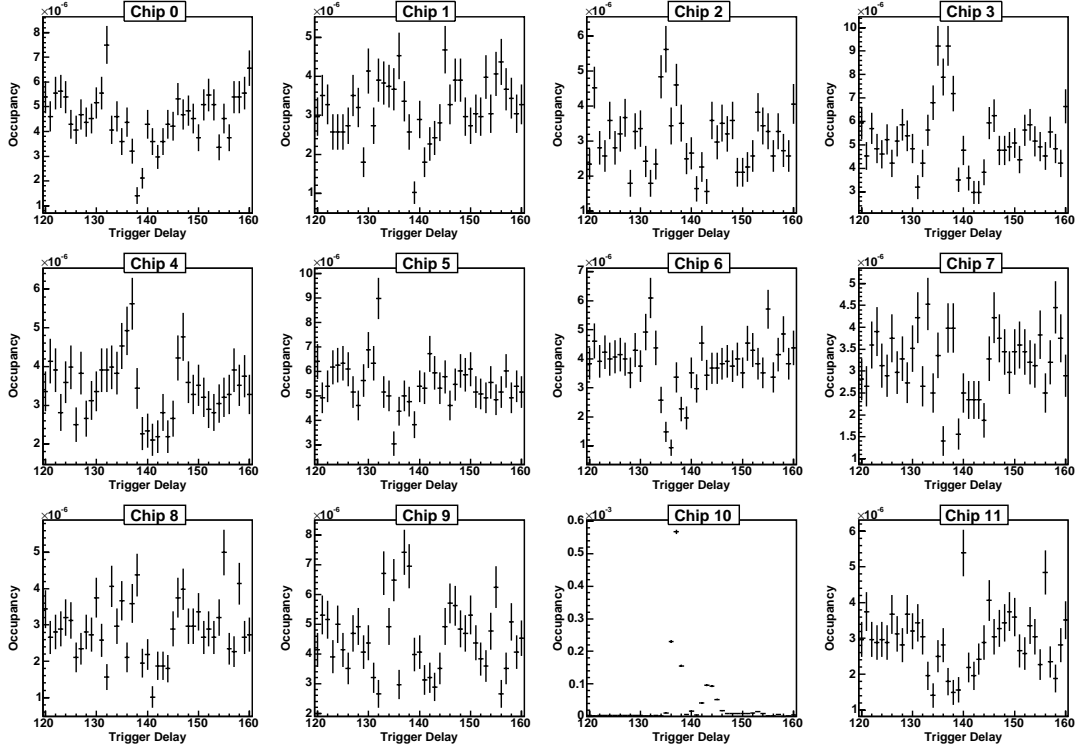 Chip 0
×10⁻⁶
Occupancy
8
7
6
5
4
3
2
1
120 130 140 150 160
Trigger Delay
Chip 1
×10⁻⁶
Occupancy
5
4
3
2
1
120 130 140 150 160
Trigger Delay
Chip 2
×10⁻⁶
Occupancy
6
5
4
3
2
1
120 130 140 150 160
Trigger Delay
Chip 3
×10⁻⁶
Occupancy
10
9
8
7
6
5
4
3
120 130 140 150 160
Trigger Delay
Chip 4
×10⁻⁶
Occupancy
6
5
4
3
2
120 130 140 150 160
Trigger Delay
Chip 5
×10⁻⁶
Occupancy
10
9
8
7
6
5
4
3
120 130 140 150 160
Trigger Delay
Chip 6
×10⁻⁶
Occupancy
7
6
5
4
3
2
1
120 130 140 150 160
Trigger Delay
Chip 7
×10⁻⁶
Occupancy
5
4.5
4
3.5
3
2.5
2
1.5
1
120 130 140 150 160
Trigger Delay
Chip 8
×10⁻⁶
Occupancy
5
4
3
2
1
120 130 140 150 160
Trigger Delay
Chip 9
×10⁻⁶
Occupancy
8
7
6
5
4
3
2
120 130 140 150 160
Trigger Delay
Chip 10
×10⁻³
Occupancy
0.6
0.5
0.4
0.3
0.2
0.1
0
120 130 140 150 160
Trigger Delay
Chip 11
×10⁻⁶
Occupancy
6
5
4
3
2
1
120 130 140 150 160
Trigger Delay